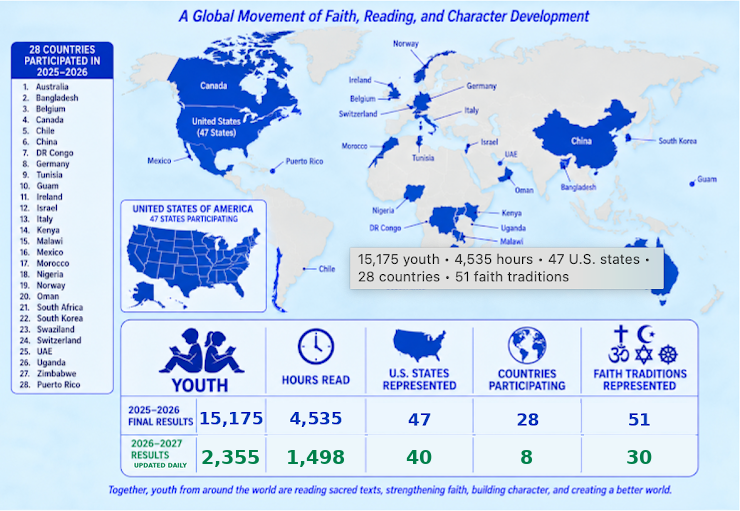 A Global Movement of Faith, Reading, and Character Development
28 COUNTRIES
PARTICIPATED IN
2025–2026
1. Australia
2. Bangladesh
3. Belgium
4. Canada
5. Chile
6. China
7. DR Congo
8. Germany
9. Tunisia
10. Guam
11. Ireland
12. Israel
13. Italy
14. Kenya
15. Malawi
16. Mexico
17. Morocco
18. Nigeria
19. Norway
20. Oman
21. South Africa
22. South Korea
23. Swaziland
24. Switzerland
25. UAE
26. Uganda
27. Zimbabwe
28. Puerto Rico
Canada
United States
(47 States)
Mexico
Puerto Rico
Chile
Norway
Ireland
Belgium
Switzerland
Germany
Italy
Morocco
Tunisia
Israel
UAE
Oman
Nigeria
DR Congo
Kenya
Uganda
Malawi
China
Bangladesh
South Korea
Guam
UNITED STATES OF AMERICA
47 STATES PARTICIPATING
15,175 youth • 4,535 hours • 47 U.S. states •
28 countries • 51 faith traditions
YOUTH
HOURS READ
U.S. STATES
REPRESENTED
COUNTRIES
PARTICIPATING
FAITH TRADITIONS
REPRESENTED
2025–2026
FINAL RESULTS
15,175
4,535
47
28
51
2026–2027
RESULTS
UPDATED DAILY
2,355
1,498
40
8
30
Together, youth from around the world are reading sacred texts, strengthening faith, building character, and creating a better world.